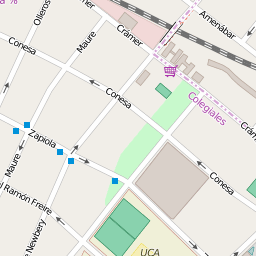 Olleros
Cramer
Amenábar
Maure
Conesa
Conesa
Colegiales
Zapiola
Maure
Conesa
Ramón Freire
Newbery
UCA